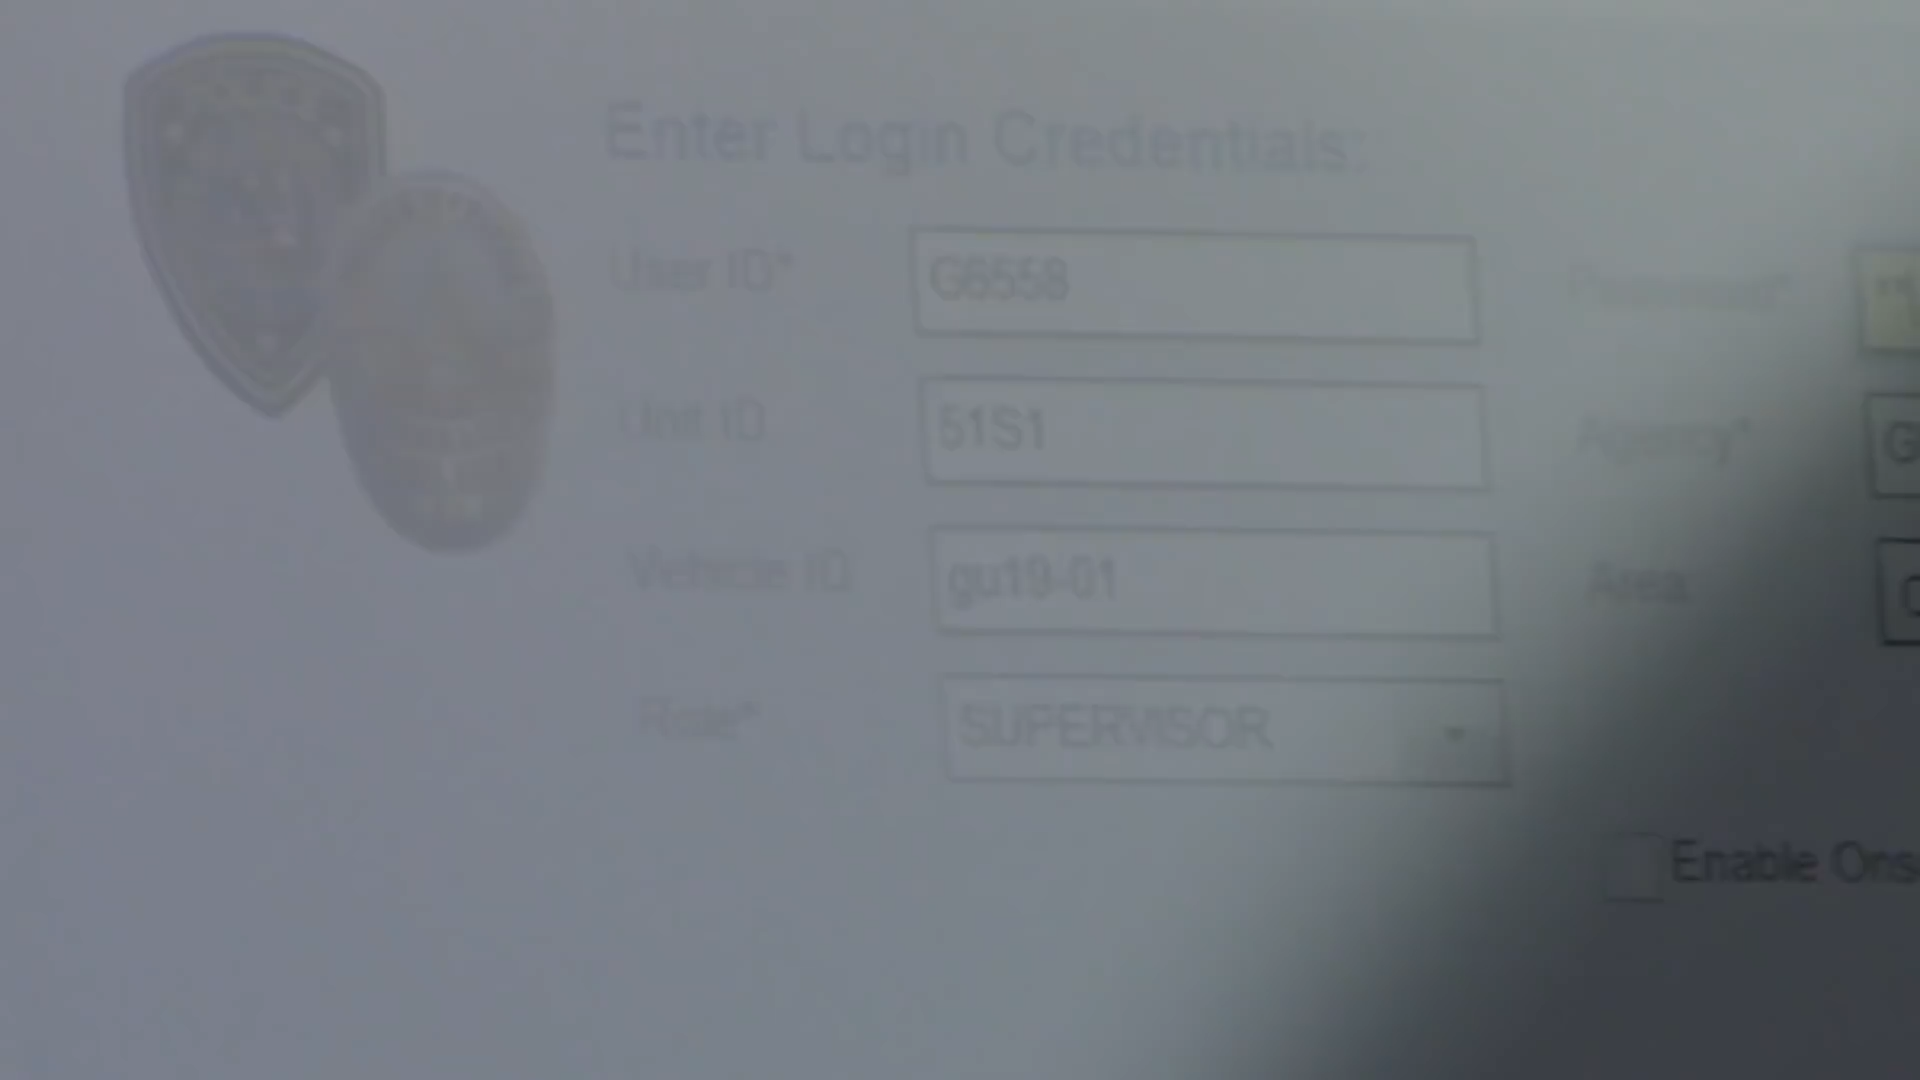 Enter Login Credentials:
User ID* G6558 Password*
Unit ID 51S1 Agency* G
Vehicle ID gu19-01 Area
Role* SUPERVISOR
Enable Ons